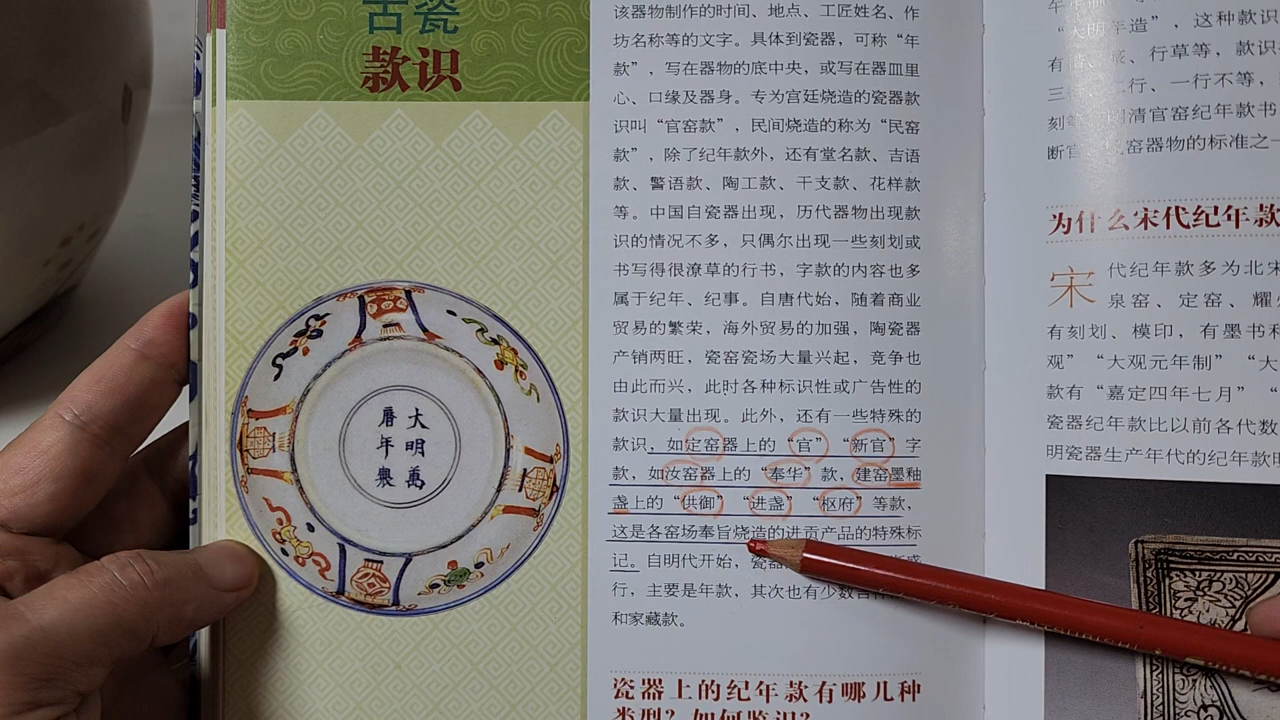 古瓷
款识
大明萬
曆年製
该器物制作的时间、地点、工匠姓名、作
坊名称等的文字。具体到瓷器，可称“年
款”，写在器物的底中央，或写在器皿里
心、口缘及器身。专为宫廷烧造的瓷器款
识叫“官窑款”，民间烧造的称为“民窑
款”，除了纪年款外，还有堂名款、吉语
款、警语款、陶工款、干支款、花样款
等。中国自瓷器出现，历代器物出现款
识的情况不多，只偶尔出现一些刻划或
书写得很潦草的行书，字款的内容也多
属于纪年、纪事。自唐代始，随着商业
贸易的繁荣，海外贸易的加强，陶瓷器
产销两旺，瓷窑瓷场大量兴起，竞争也
由此而兴，此时各种标识性或广告性的
款识大量出现。此外，还有一些特殊的
款识，如定窑器上的“官”“新官”字
款，如汝窑器上的“奉华”款，建窑墨釉
盏上的“供御”“进盏”“枢府”等款，
这是各窑场奉旨烧造的进贡产品的特殊标
记。自明代开始，瓷器
行，主要是年款，其次也有少数
和家藏款。
瓷器上的纪年款有哪几种
类型？如何鉴识？
“大明年造”，这种款识
行草等，款识
行、一行不等，
清官窑纪年款书
窑器物的标准之一
为什么宋代纪年款
宋代纪年款多为北宋
泉窑、定窑、耀
有刻划、模印，有墨书和
观”“大观元年制”“大
款有“嘉定四年七月”“
瓷器纪年款比以前各代数
明瓷器生产年代的纪年款明